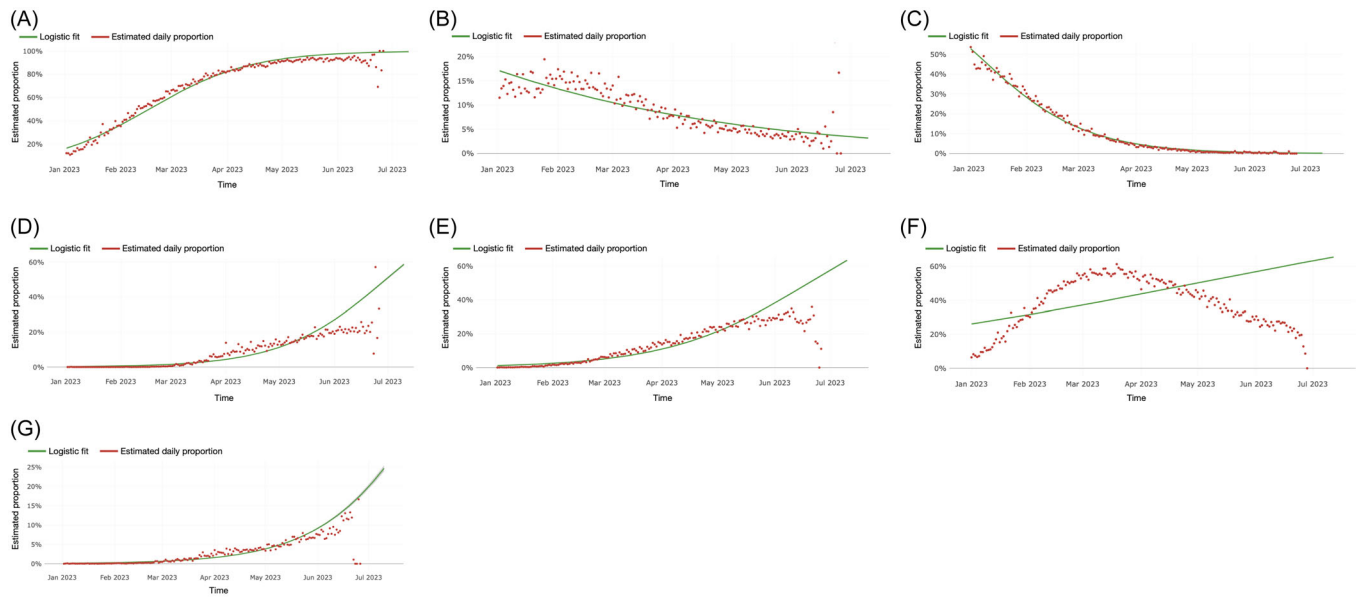 (A)
Logistic fit Estimated daily proportion
Estimated proportion
100%
80%
60%
40%
20%
Jan 2023 Feb 2023 Mar 2023 Apr 2023 May 2023 Jun 2023 Jul 2023
Time
(B)
Logistic fit Estimated daily proportion
Estimated proportion
20%
15%
10%
5%
0%
Jan 2023 Feb 2023 Mar 2023 Apr 2023 May 2023 Jun 2023 Jul 2023
Time
(C)
Logistic fit Estimated daily proportion
Estimated proportion
50%
40%
30%
20%
10%
0%
Jan 2023 Feb 2023 Mar 2023 Apr 2023 May 2023 Jun 2023 Jul 2023
Time
(D)
Logistic fit Estimated daily proportion
Estimated proportion
60%
40%
20%
0%
Jan 2023 Feb 2023 Mar 2023 Apr 2023 May 2023 Jun 2023 Jul 2023
Time
(E)
Logistic fit Estimated daily proportion
Estimated proportion
60%
40%
20%
0%
Jan 2023 Feb 2023 Mar 2023 Apr 2023 May 2023 Jun 2023 Jul 2023
Time
(F)
Logistic fit Estimated daily proportion
Estimated proportion
60%
40%
20%
0%
Jan 2023 Feb 2023 Mar 2023 Apr 2023 May 2023 Jun 2023 Jul 2023
Time
(G)
Logistic fit Estimated daily proportion
Estimated proportion
25%
20%
15%
10%
5%
0%
Jan 2023 Feb 2023 Mar 2023 Apr 2023 May 2023 Jun 2023 Jul 2023
Time